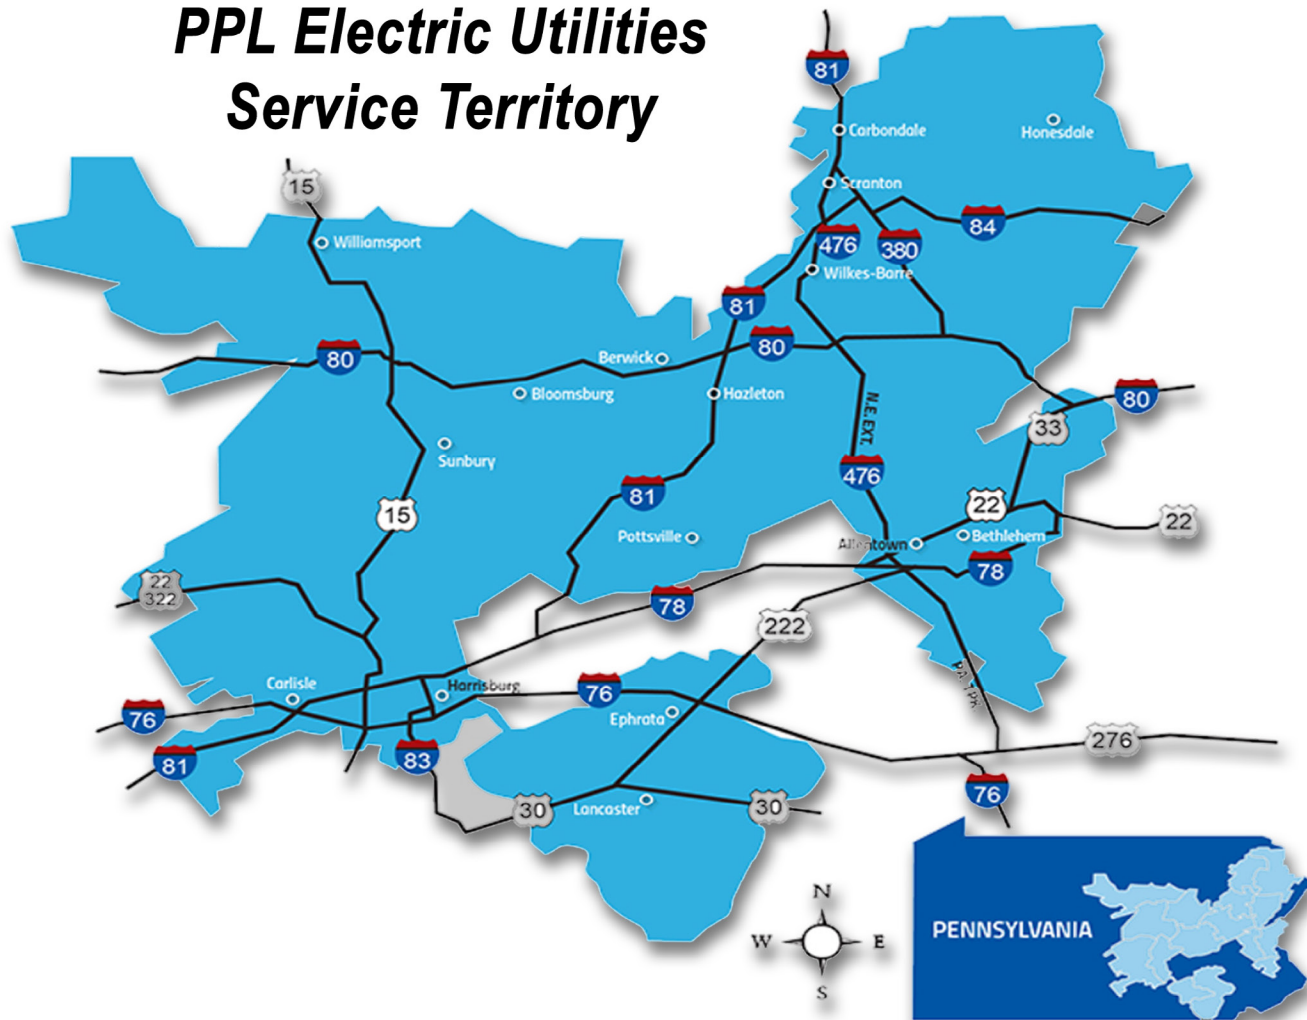 PPL Electric Utilities
Service Territory
81
Carbondale
Honesdale
Scranton
15
Williamsport
476
380
84
Wilkes-Barre
81
80
80
Berwick
Bloomsburg
Hazleton
80
N.E. EXT.
33
Sunbury
476
81
15
22
22
Pottsville
Allentown
Bethlehem
78
22
322
78
222
PA TPK
Carlisle
Harrisburg
76
76
Ephrata
276
81
83
76
30
Lancaster
30
N
W
E
S
PENNSYLVANIA